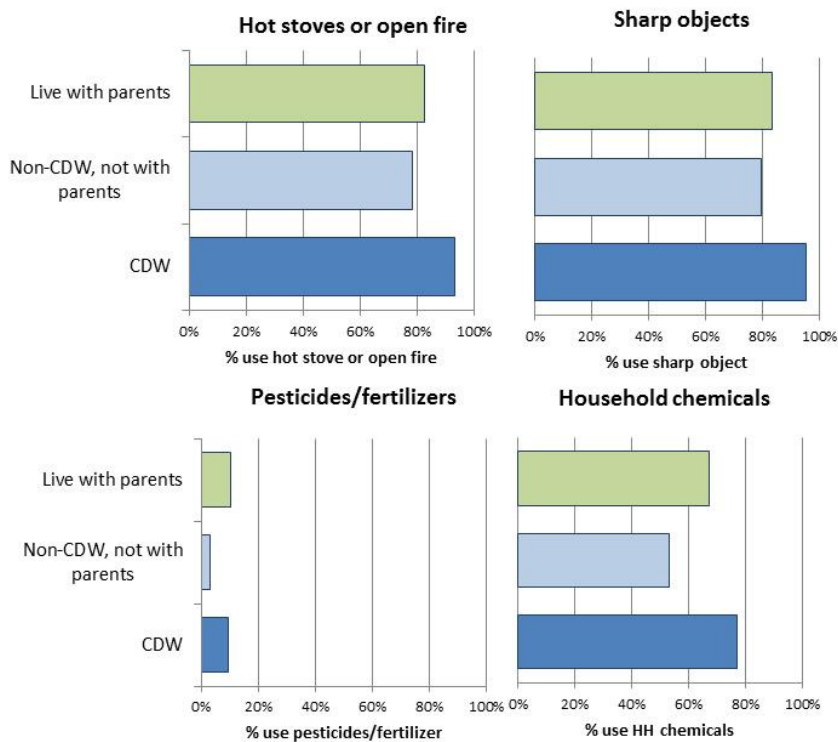 Hot stoves or open fire
Live with parents
Non-CDW, not with
parents
CDW
0% 20% 40% 60% 80% 100%
% use hot stove or open fire
Sharp objects
0% 20% 40% 60% 80% 100%
% use sharp object
Pesticides/fertilizers
Live with parents
Non-CDW, not with
parents
CDW
0% 20% 40% 60% 80% 100%
% use pesticides/fertilizer
Household chemicals
0% 20% 40% 60% 80% 100%
% use HH chemicals